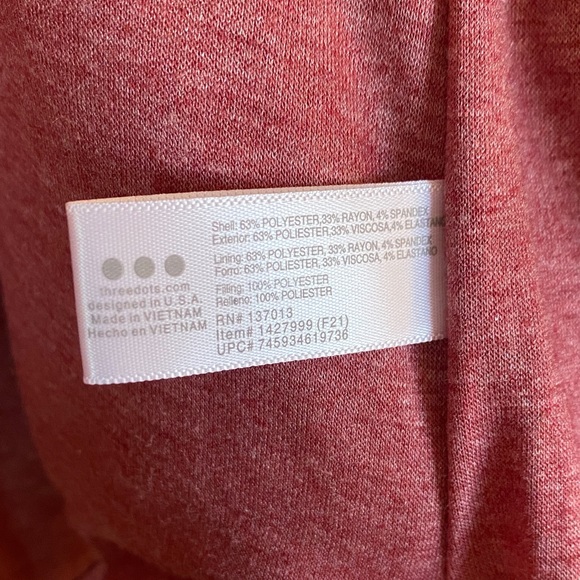 threedots.com
designed in U.S.A.
Made in VIETNAM
Hecho en VIETNAM
Shell: 63% POLYESTER,33% RAYON, 4% SPANDEX
Exterior: 63% POLIESTER,33% VISCOSA, 4% ELASTANO
Lining: 63% POLYESTER, 33% RAYON, 4% SPANDEX
Forro: 63% POLIESTER, 33% VISCOSA, 4% ELASTANO
Filling: 100% POLYESTER
Relleno: 100% POLIESTER
RN# 137013
Item# 1427999 (F21)
UPC# 745934619736